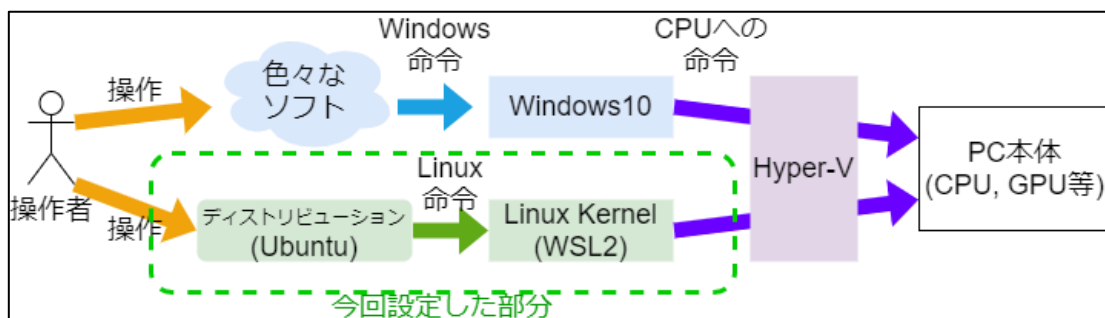 Windows
命令
CPUへの
命令
操作
色々な
ソフト
Windows10
操作者
操作
Linux
命令
ディストリビューション
(Ubuntu)
Linux Kernel
(WSL2)
Hyper-V
PC本体
(CPU, GPU等)
今回設定した部分